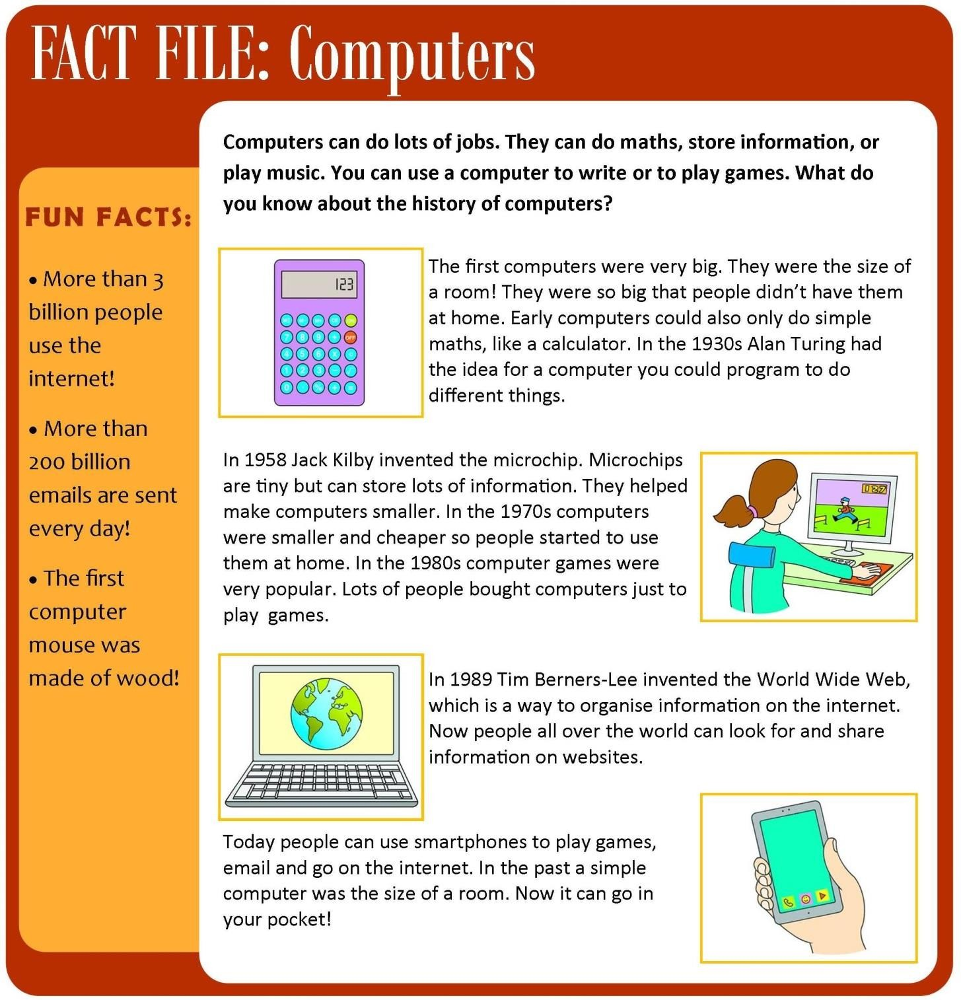 FACT FILE: Computers
Computers can do lots of jobs. They can do maths, store information, or
play music. You can use a computer to write or to play games. What do
you know about the history of computers?
FUN FACTS:
• More than 3
billion people
use the
internet!
• More than
200 billion
emails are sent
every day!
• The first
computer
mouse was
made of wood!
123
OFF
7 8 9 +
4 5 6 x
1 2 3 −
0 . % + =
The first computers were very big. They were the size of
a room! They were so big that people didn’t have them
at home. Early computers could also only do simple
maths, like a calculator. In the 1930s Alan Turing had
the idea for a computer you could program to do
different things.
In 1958 Jack Kilby invented the microchip. Microchips
are tiny but can store lots of information. They helped
make computers smaller. In the 1970s computers
were smaller and cheaper so people started to use
them at home. In the 1980s computer games were
very popular. Lots of people bought computers just to
play  games.
127
In 1989 Tim Berners-Lee invented the World Wide Web,
which is a way to organise information on the internet.
Now people all over the world can look for and share
information on websites.
Today people can use smartphones to play games,
email and go on the internet. In the past a simple
computer was the size of a room. Now it can go in
your pocket!